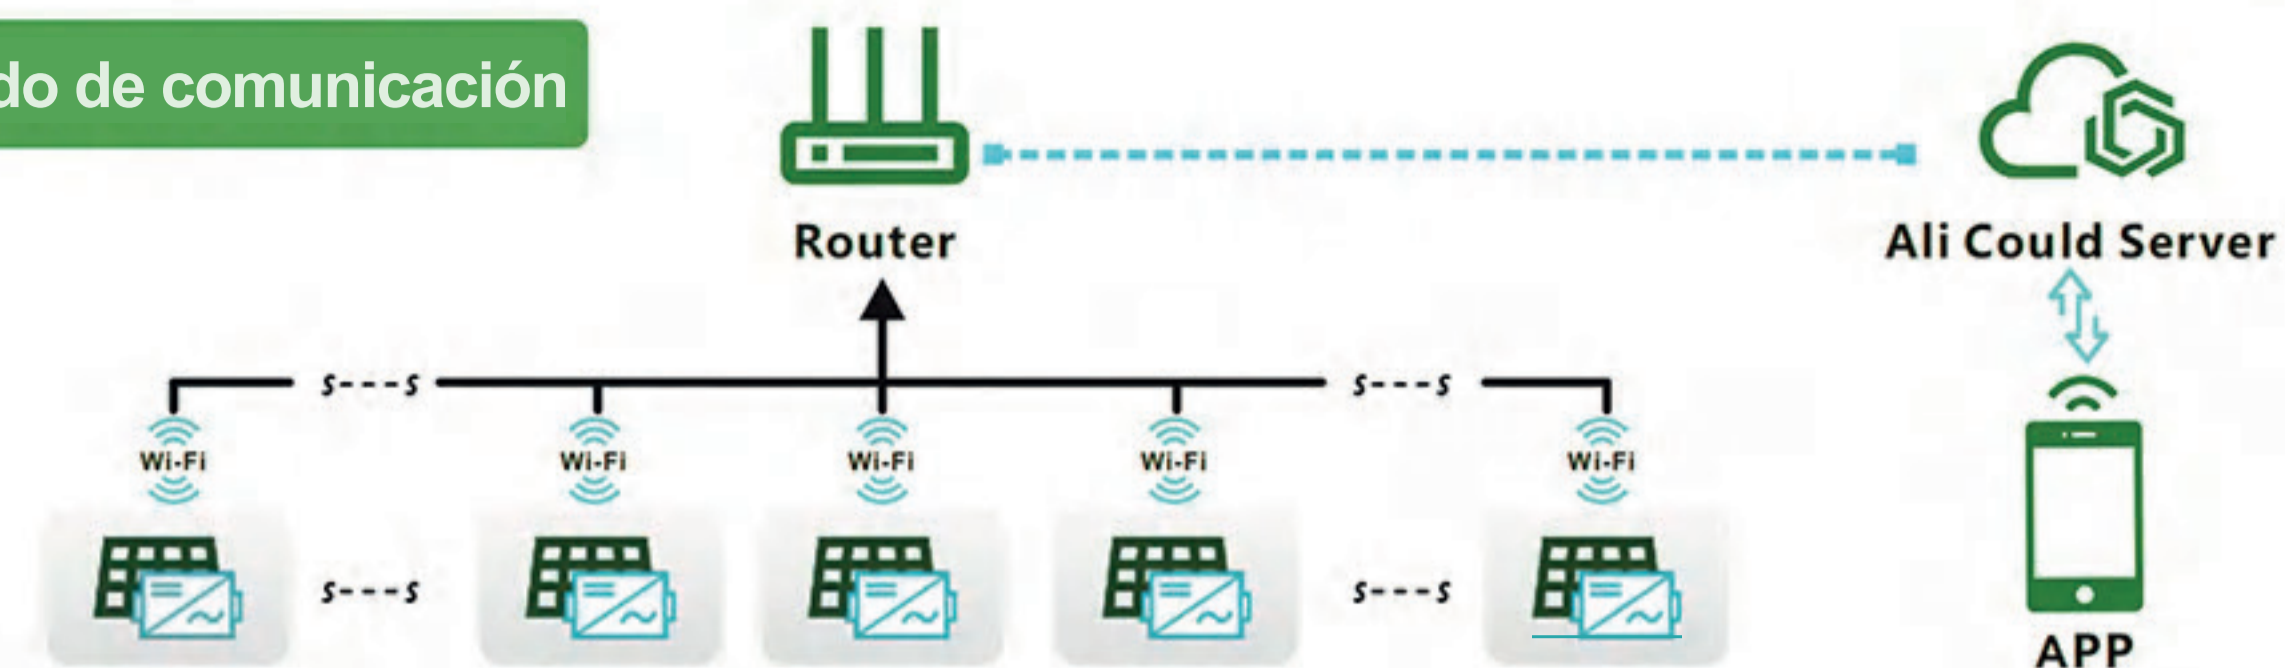 do de comunicación
Router
Ali Could Server
s---s
s---s
Wi-Fi
Wi-Fi
Wi-Fi
Wi-Fi
Wi-Fi
s---s
s---s
APP